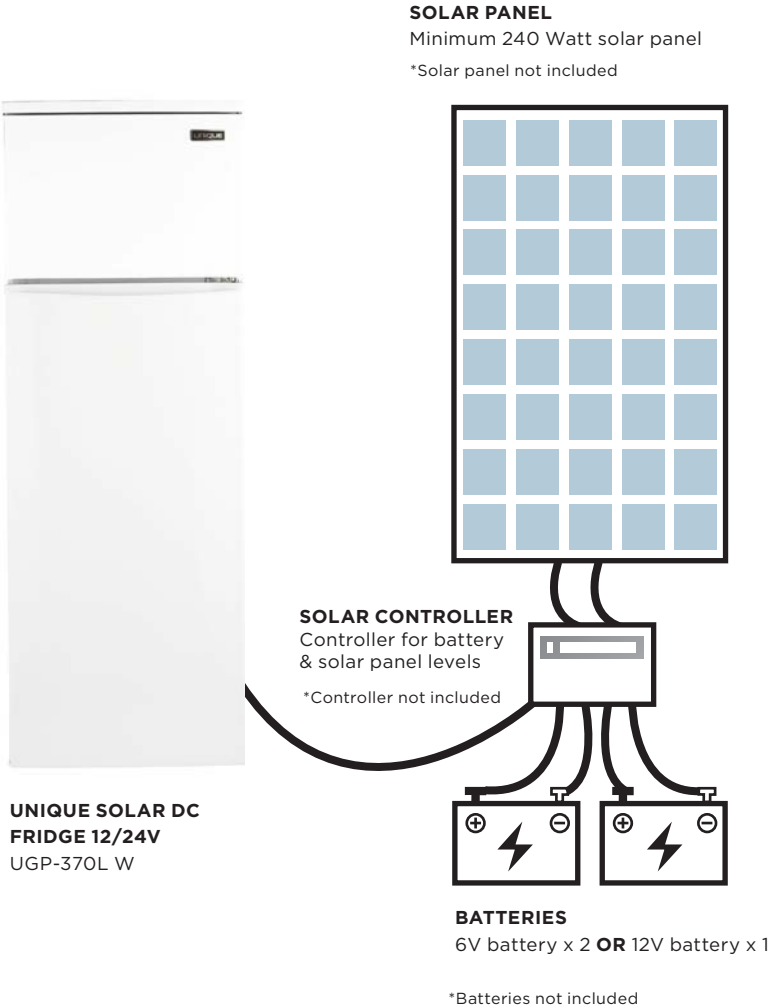 SOLAR PANEL
Minimum 240 Watt solar panel
*Solar panel not included
UNIQUE
SOLAR CONTROLLER
Controller for battery
& solar panel levels
*Controller not included
UNIQUE SOLAR DC
FRIDGE 12/24V
UGP-370L W
+ − + −
BATTERIES
6V battery x 2 OR 12V battery x 1
*Batteries not included